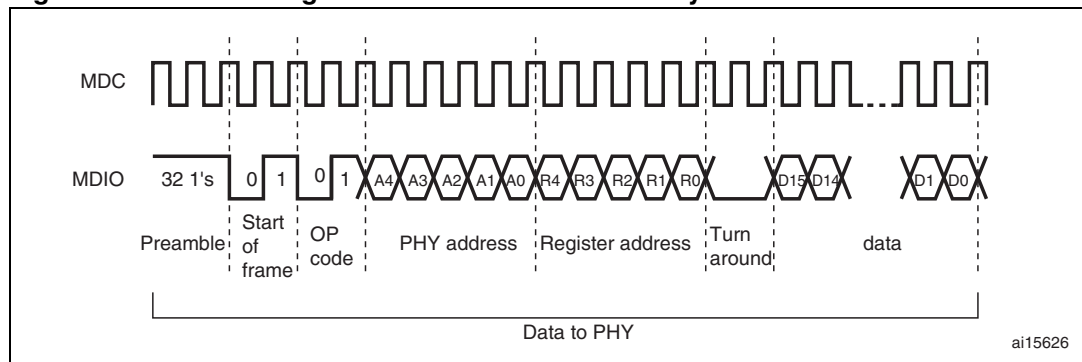 MDC
MDIO 32 1's 0 1 0 1 A4 A3 A2 A1 A0 R4 R3 R2 R1 R0 D15 D14 D1 D0
Preamble
Start of frame
OP code
PHY address
Register address
Turn around
data
Data to PHY
ai15626